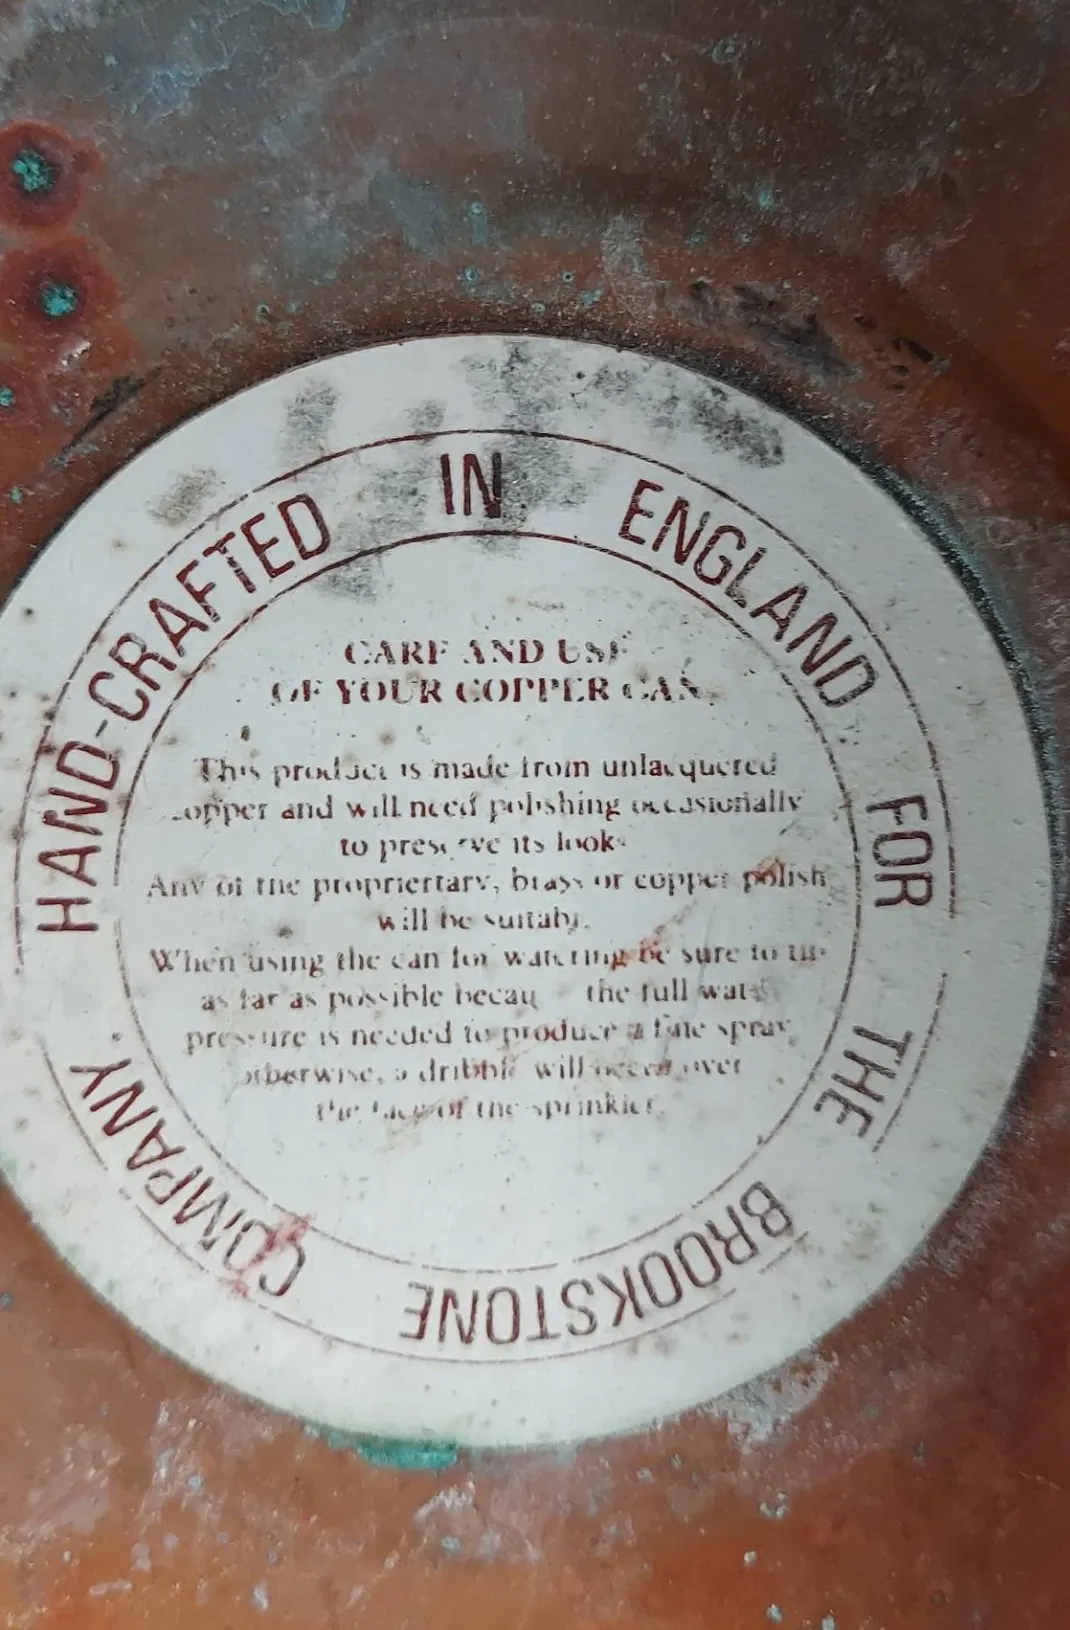 HAND-CRAFTED IN ENGLAND FOR THE BROOKSTONE COMPANY
CARE AND USE
OF YOUR COPPER CAN
This product is made from unlacquered
copper and will need polishing occasionally
to preserve its looks
Any of the propriertary, brass or copper polish
will be
When using the can for watering be sure to tip
as far as possible because the full water
pressure is needed to produce a fine spray
otherwise, a dribble will occur over
the face of the sprinkler.